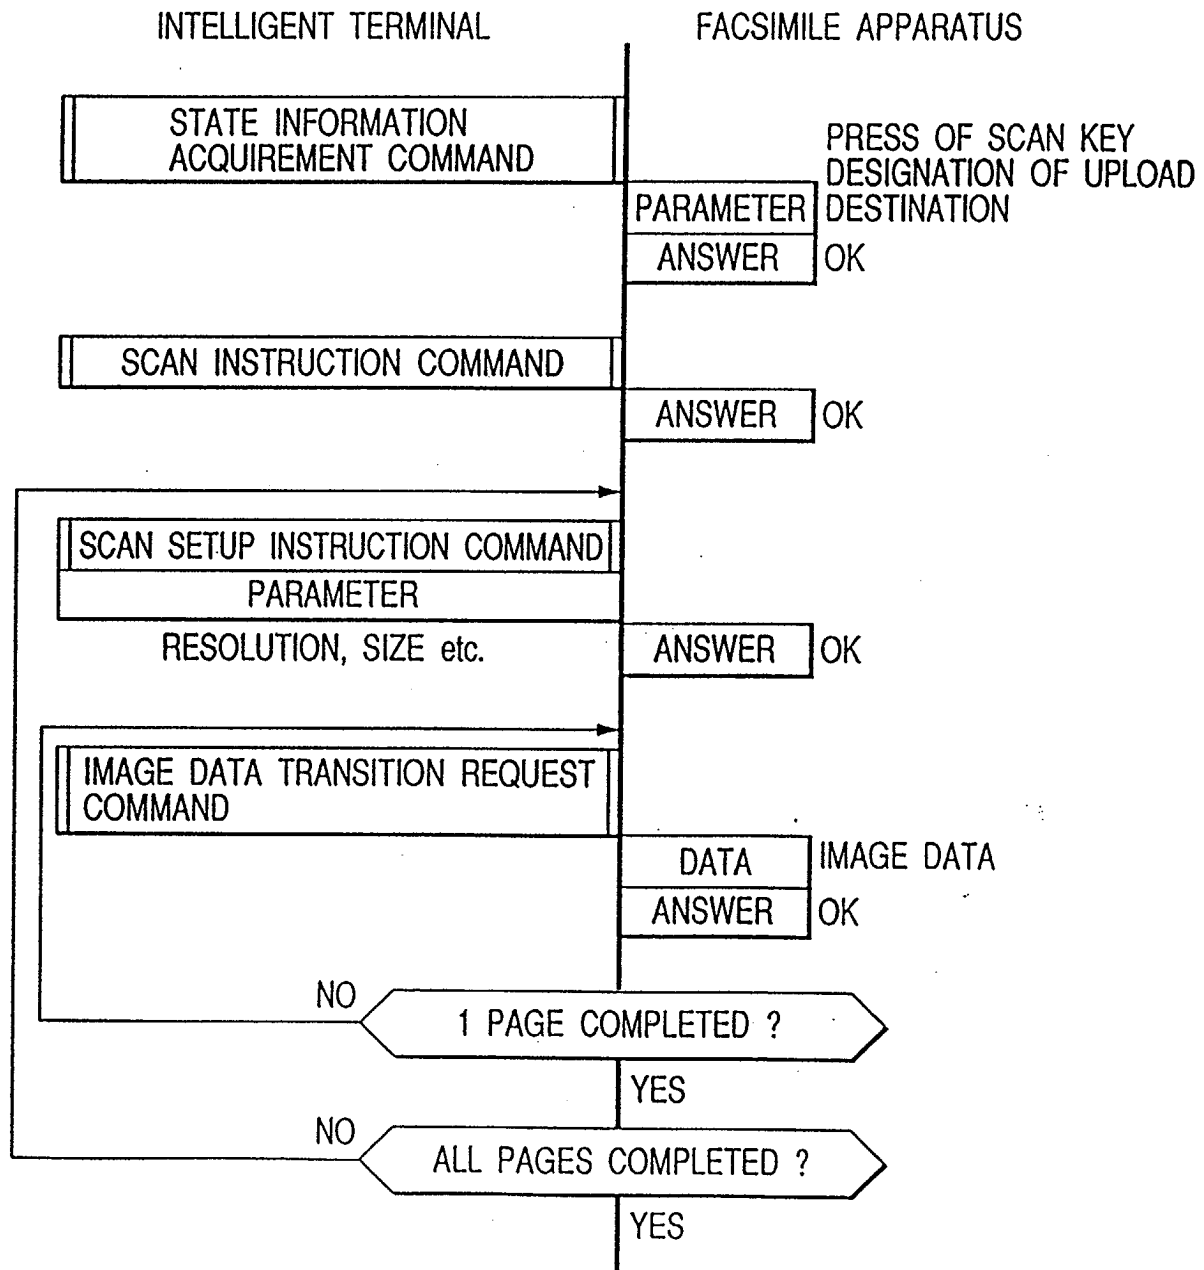 INTELLIGENT TERMINAL
FACSIMILE APPARATUS
STATE INFORMATION
ACQUIREMENT COMMAND
PRESS OF SCAN KEY
DESIGNATION OF UPLOAD
DESTINATION
PARAMETER
ANSWER
OK
SCAN INSTRUCTION COMMAND
ANSWER
OK
SCAN SETUP INSTRUCTION COMMAND
PARAMETER
RESOLUTION, SIZE etc.
ANSWER
OK
IMAGE DATA TRANSITION REQUEST
COMMAND
DATA
IMAGE DATA
ANSWER
OK
NO
1 PAGE COMPLETED ?
YES
NO
ALL PAGES COMPLETED ?
YES